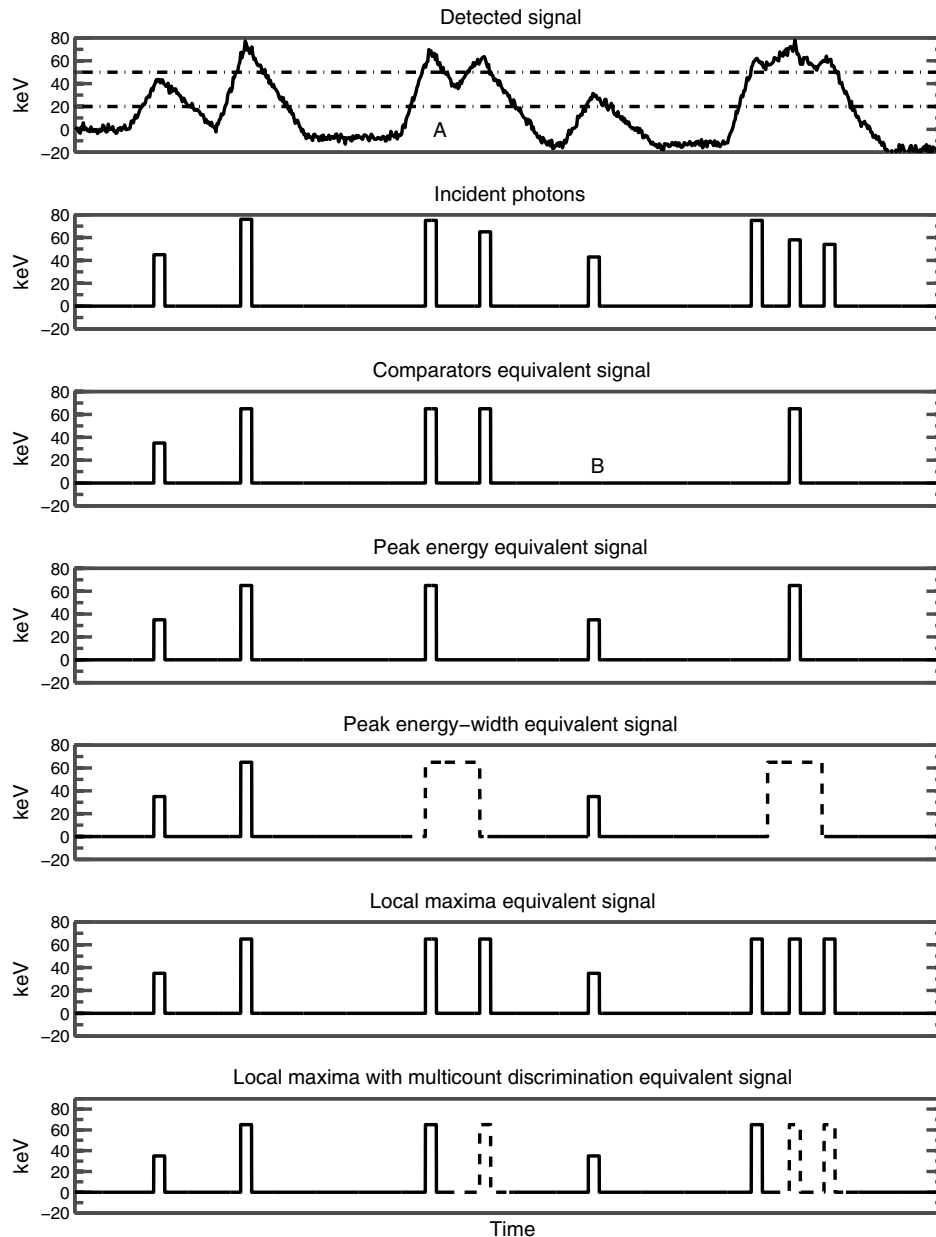 Detected signal
80
60
40
20
0
−20
keV
A
Incident photons
80
60
40
20
0
−20
keV
Comparators equivalent signal
80
60
40
20
0
−20
keV
B
Peak energy equivalent signal
80
60
40
20
0
−20
keV
Peak energy−width equivalent signal
80
60
40
20
0
−20
keV
Local maxima equivalent signal
80
60
40
20
0
−20
keV
Local maxima with multicount discrimination equivalent signal
80
60
40
20
0
−20
keV
Time